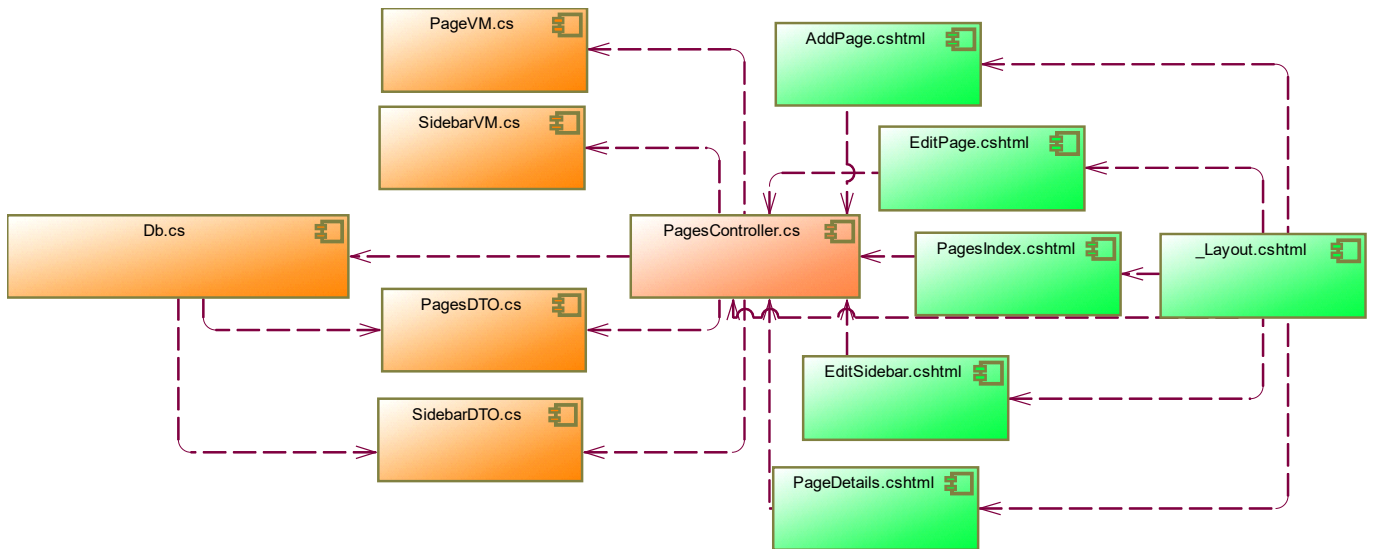 PageVM.cs
AddPage.cshtml
SidebarVM.cs
EditPage.cshtml
Db.cs
PagesController.cs
PagesIndex.cshtml
_Layout.cshtml
PagesDTO.cs
EditSidebar.cshtml
SidebarDTO.cs
PageDetails.cshtml